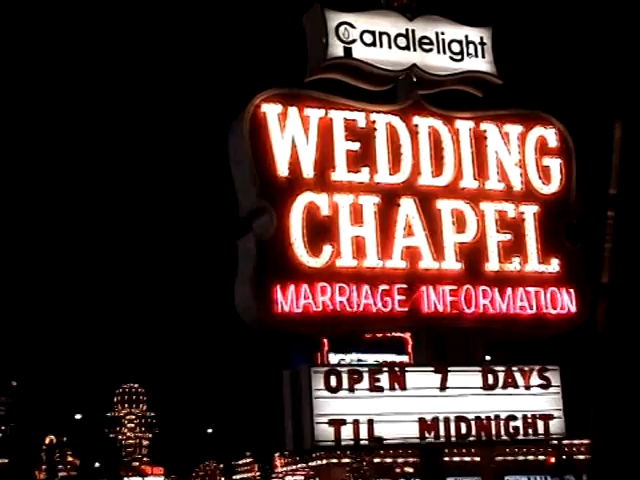 Candlelight
WEDDING
CHAPEL
MARRIAGE INFORMATION
OPEN 7 DAYS
TIL MIDNIGHT